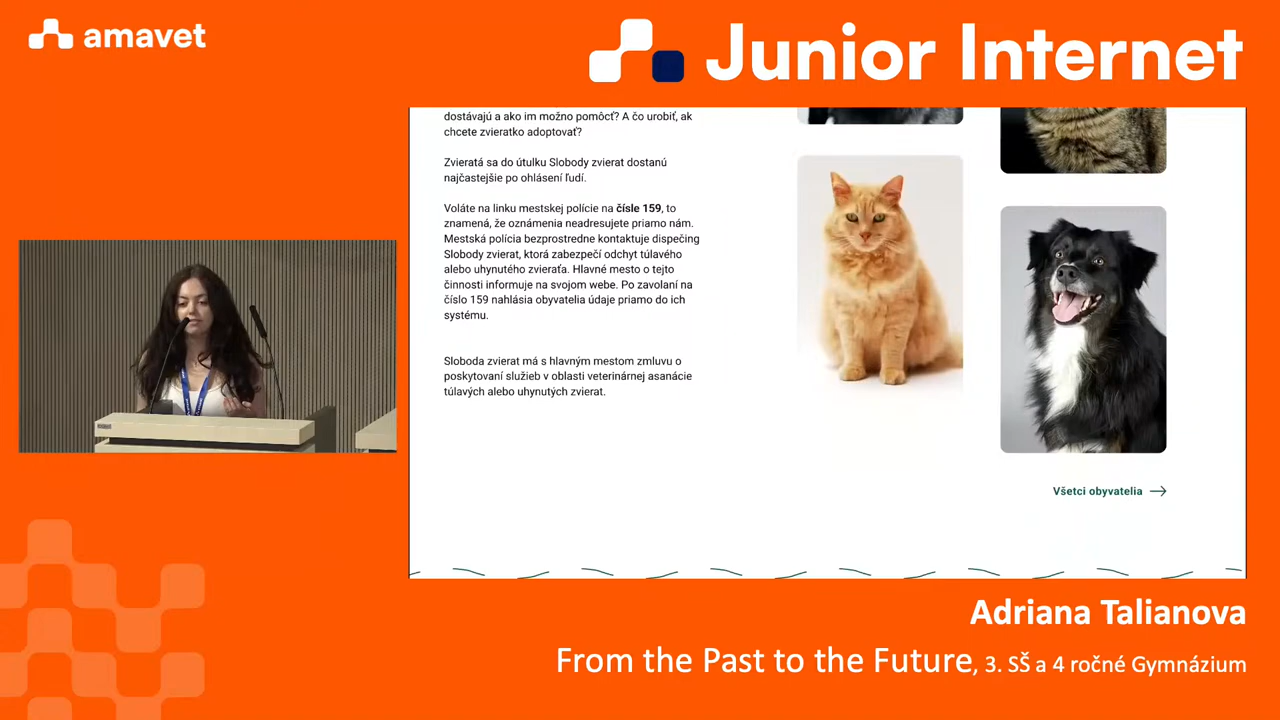 amavet
Junior Internet
dostávajú a ako im možno pomôcť? A čo urobiť, ak
chcete zvieratko adoptovať?
Zvieratá sa do útulku Slobody zvierat dostanú
najčastejšie po ohlásení ľudí.
Voláte na linku mestskej polície na čísle 159, to
znamená, že oznámenia neadresujete priamo nám.
Mestská polícia bezprostredne kontaktuje dispečing
Slobody zvierat, ktorá zabezpečí odchyt túlavého
alebo uhynutého zvieraťa. Hlavné mesto o tejto
činnosti informuje na svojom webe. Po zavolaní na
číslo 159 nahlásia obyvatelia údaje priamo do ich
systému.
Sloboda zvierat má s hlavným mestom zmluvu o
poskytovaní služieb v oblasti veterinárnej asanácie
túlavých alebo uhynutých zvierat.
Všetci obyvatelia
Adriana Talianova
From the Past to the Future, 3. SŠ a 4 ročné Gymnázium